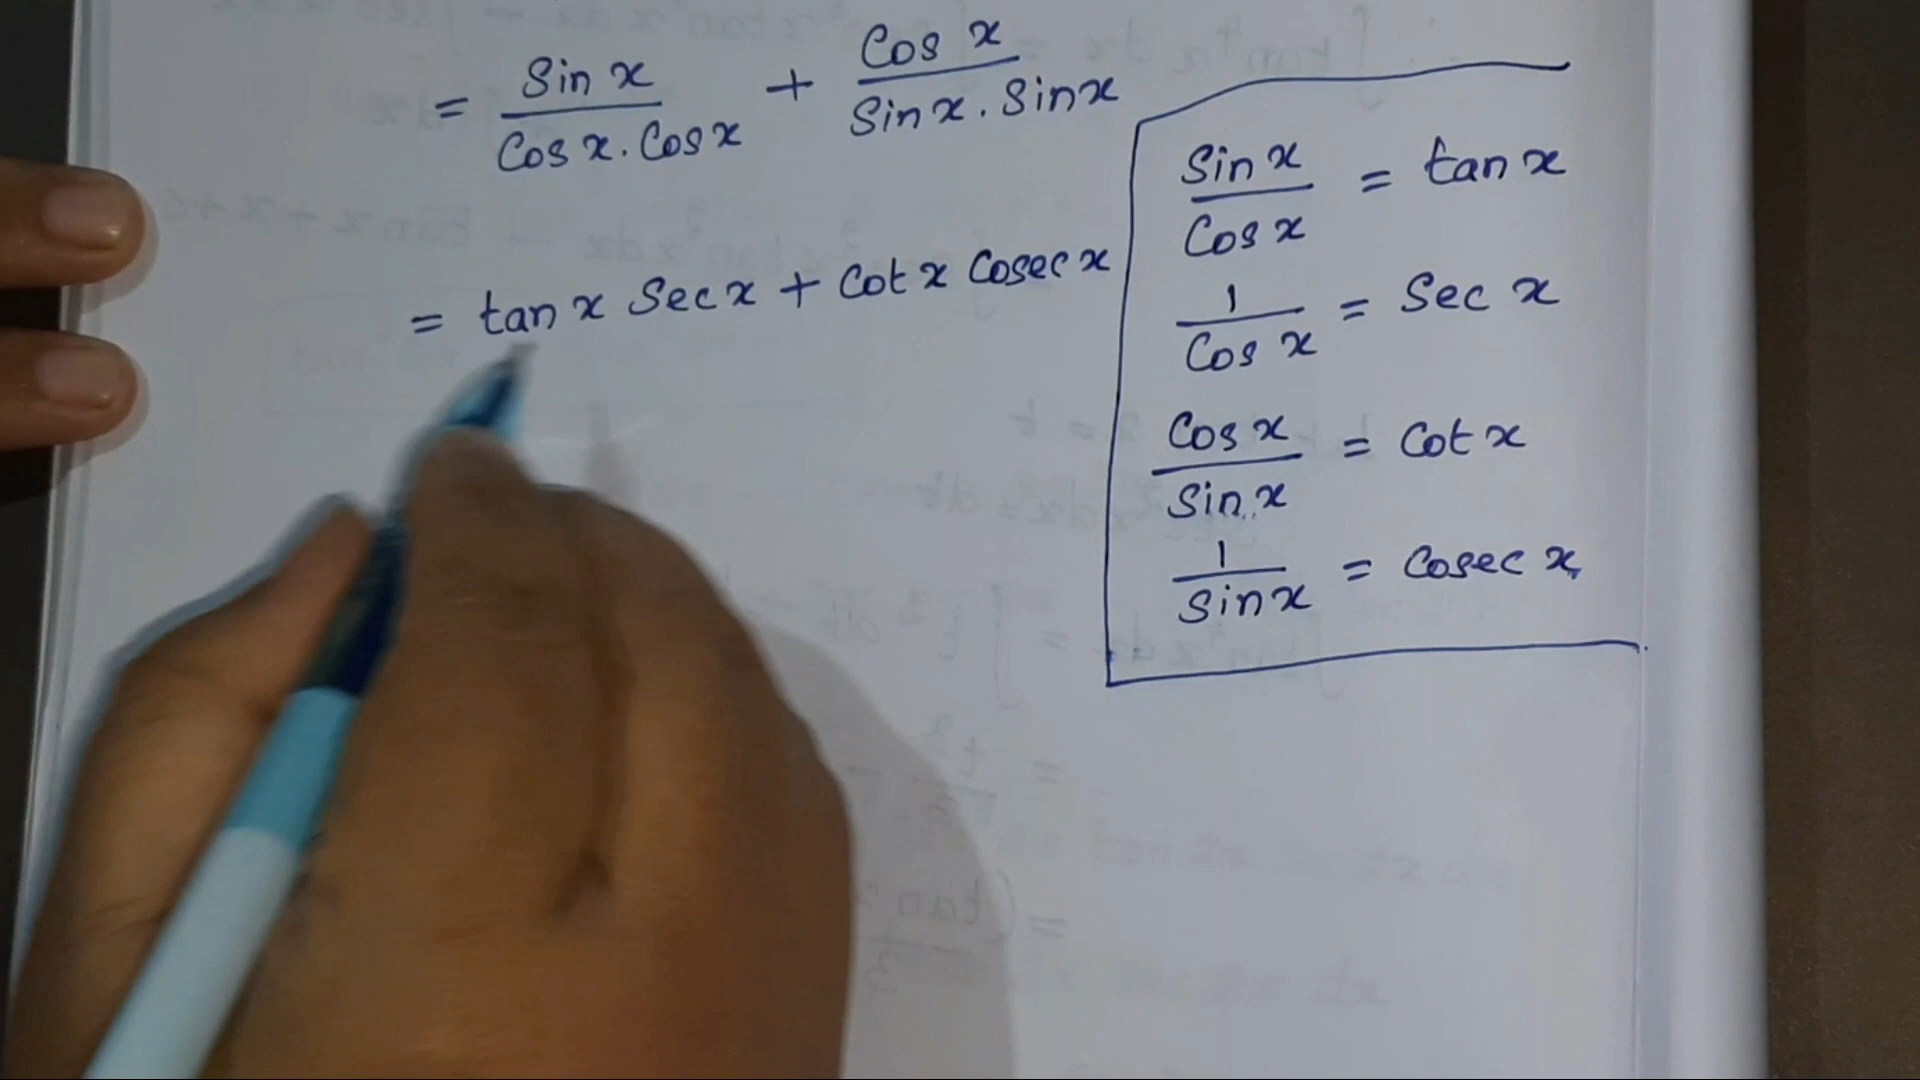 = Sin x / Cos x . Cos x + Cos x / Sin x . Sin x
= tan x Sec x + Cot x Cosec x
Sin x / Cos x = tan x
1 / Cos x = Sec x
Cos x / Sin x = Cot x
1 / Sin x = Cosec x